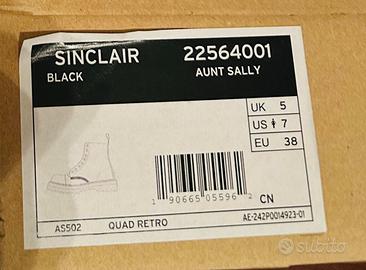 SINCLAIR 22564001
BLACK AUNT SALLY
UK 5
US 7
EU 38
1 90665 05596 2
CN
AS502 QUAD RETRO AE-242P0014923-01
subito